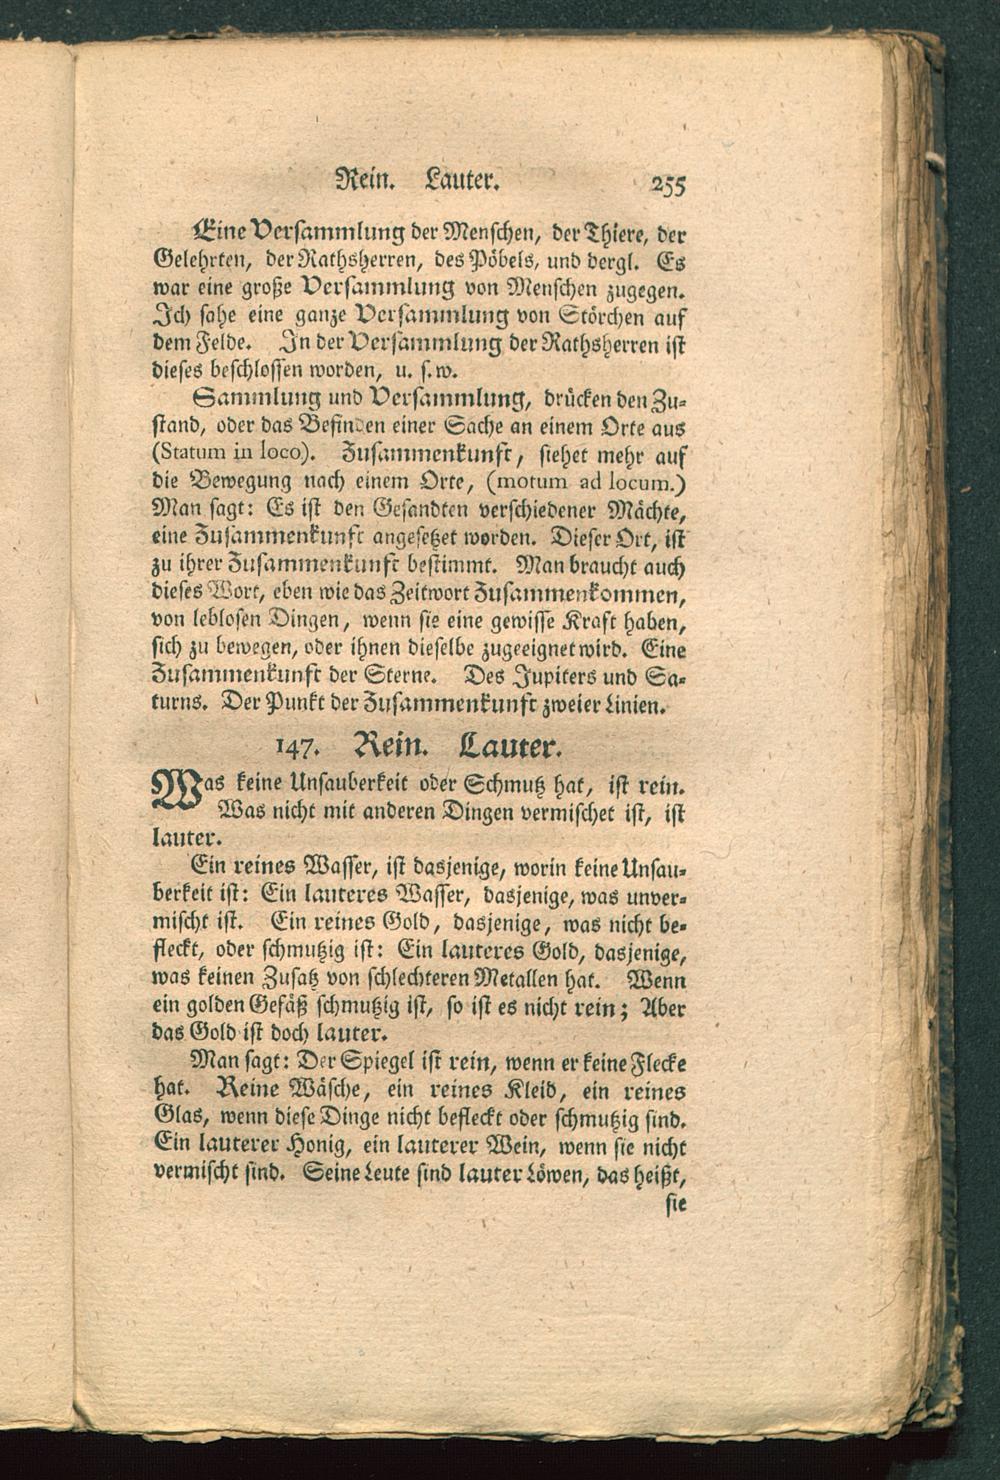 Rein. Lauter. 255
Eine Versammlung der Menschen, der Thiere, der
Gelehrten, der Rathsherren, des Pöbels, und dergl. Es
war eine große Versammlung von Menschen zugegen.
Ich sahe eine ganze Versammlung von Störchen auf
dem Felde. In der Versammlung der Rathsherren ist
dieses beschlossen worden, u. s. w.
Sammlung und Versammlung, drücken den Zu-
stand, oder das Befinden einer Sache an einem Orte aus
(Statum in loco). Zusammenkunft, siehet mehr auf
die Bewegung nach einem Orte, (motum ad locum.)
Man sagt: Es ist den Gesandten verschiedener Mächte,
eine Zusammenkunft angesetzet worden. Dieser Ort, ist
zu ihrer Zusammenkunft bestimmt. Man braucht auch
dieses Wort, eben wie das Zeitwort Zusammenkommen,
von leblosen Dingen, wenn sie eine gewisse Kraft haben,
sich zu bewegen, oder ihnen dieselbe zugeeignet wird. Eine
Zusammenkunft der Sterne. Des Jupiters und Sa-
turns. Der Punkt der Zusammenkunft zweier Linien.
147. Rein. Lauter.
Was keine Unsauberkeit oder Schmutz hat, ist rein.
Was nicht mit anderen Dingen vermischet ist, ist
lauter.
Ein reines Wasser, ist dasjenige, worin keine Unsau-
berkeit ist: Ein lauteres Wasser, dasjenige, was unver-
mischt ist. Ein reines Gold, dasjenige, was nicht be-
fleckt, oder schmutzig ist: Ein lauteres Gold, dasjenige,
was keinen Zusatz von schlechteren Metallen hat. Wenn
ein golden Gefäß schmutzig ist, so ist es nicht rein; Aber
das Gold ist doch lauter.
Man sagt: Der Spiegel ist rein, wenn er keine Flecke
hat. Reine Wäsche, ein reines Kleid, ein reines
Glas, wenn diese Dinge nicht befleckt oder schmutzig sind.
Ein lauterer Honig, ein lauterer Wein, wenn sie nicht
vermischt sind. Seine Leute sind lauter Löwen, das heißt,
sie